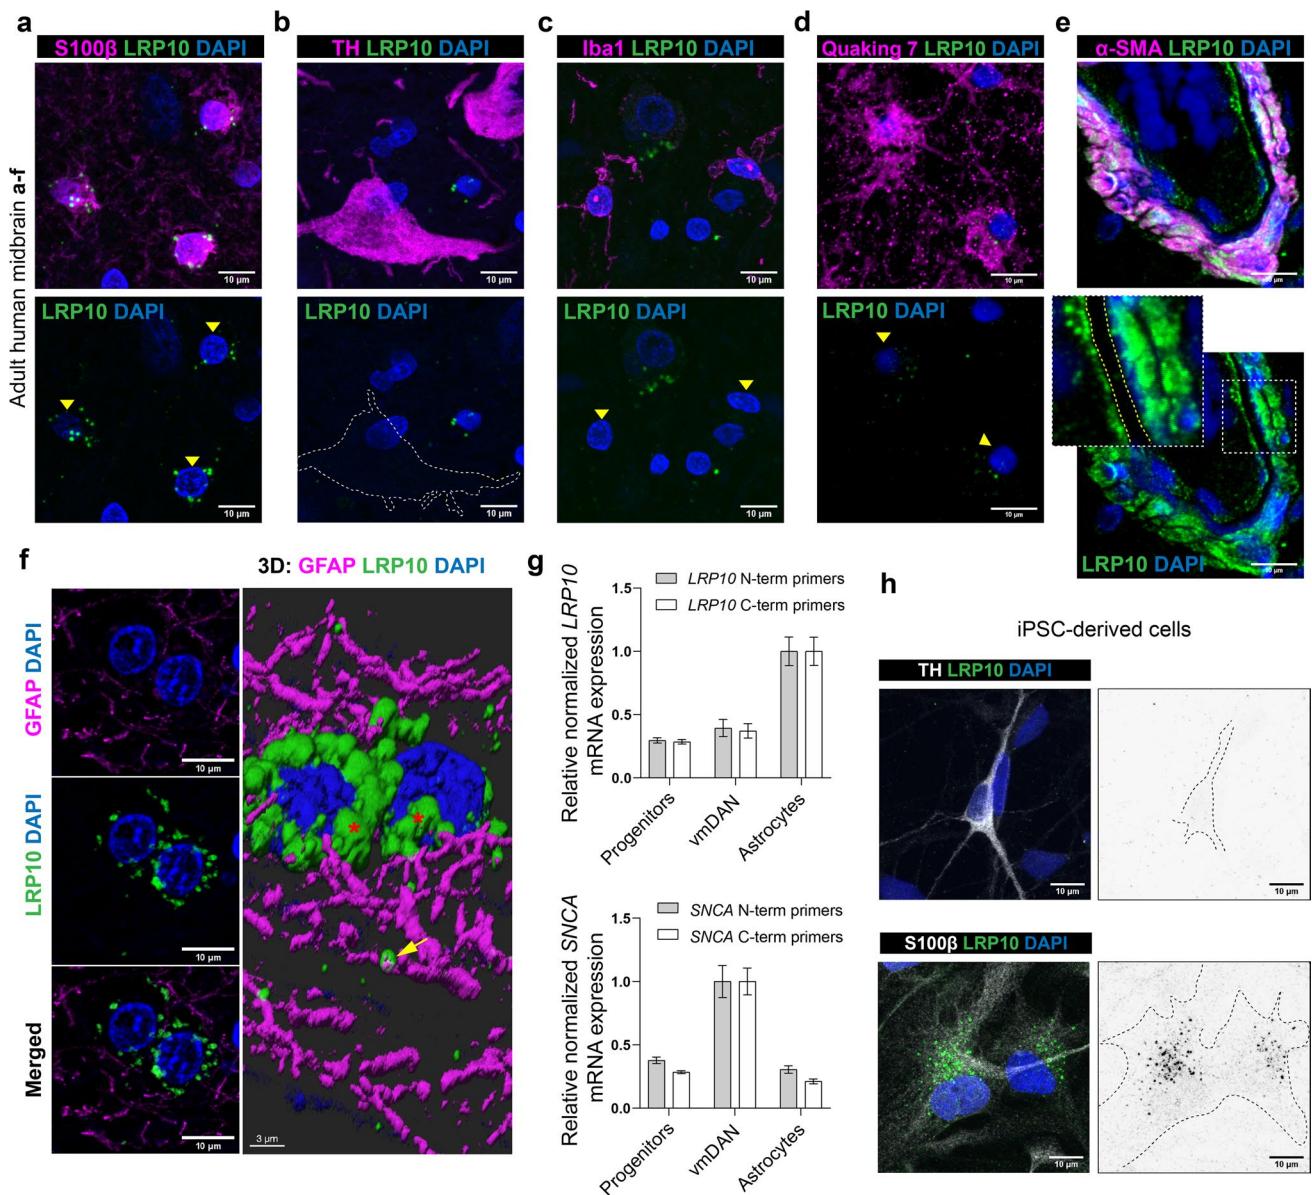 a
S100β LRP10 DAPI
10 µm
LRP10 DAPI
10 µm
b
TH LRP10 DAPI
10 µm
LRP10 DAPI
10 µm
c
Iba1 LRP10 DAPI
10 µm
LRP10 DAPI
10 µm
d
Quaking 7 LRP10 DAPI
10 µm
LRP10 DAPI
10 µm
e
α-SMA LRP10 DAPI
10 µm
LRP10 DAPI
10 µm
Adult human midbrain a-f
f
GFAP DAPI
10 µm
LRP10 DAPI
10 µm
Merged
10 µm
3D: GFAP LRP10 DAPI
*
*
3 µm
g
Relative normalized LRP10
mRNA expression
LRP10 N-term primers
LRP10 C-term primers
1.5
1.0
0.5
0.0
Progenitors
vmDAN
Astrocytes
Relative normalized SNCA
mRNA expression
SNCA N-term primers
SNCA C-term primers
1.5
1.0
0.5
0.0
Progenitors
vmDAN
Astrocytes
h
iPSC-derived cells
TH LRP10 DAPI
10 µm
10 µm
S100β LRP10 DAPI
10 µm
10 µm